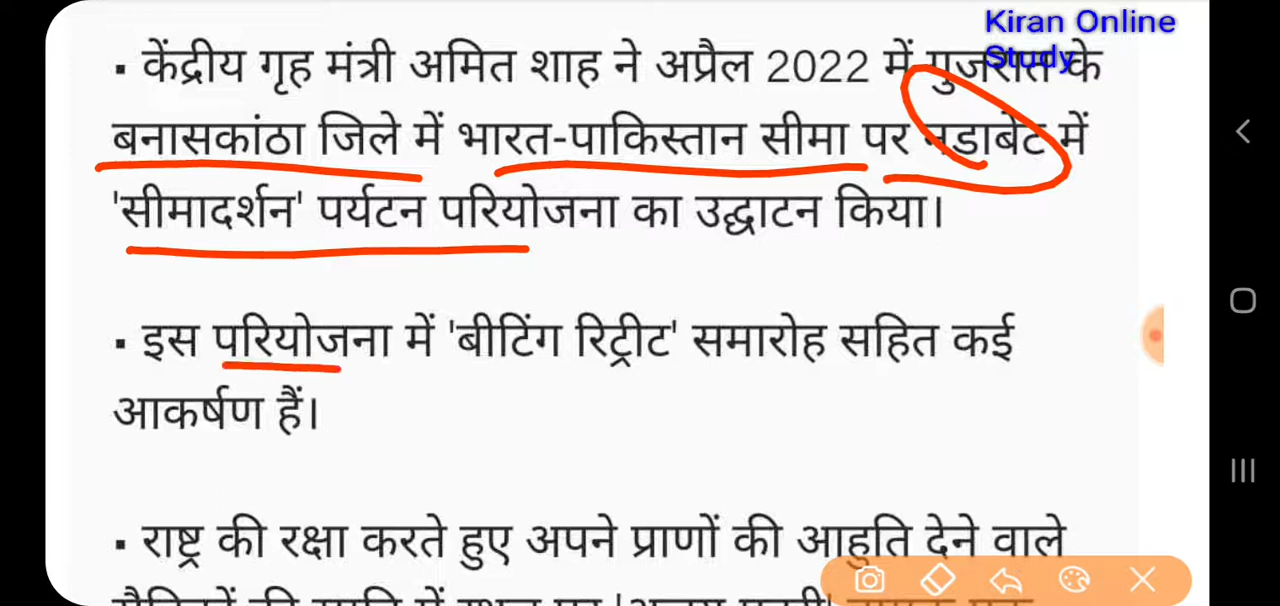 Kiran Online
Study
▪ केंद्रीय गृह मंत्री अमित शाह ने अप्रैल 2022 में गुजरात के
बनासकांठा जिले में भारत-पाकिस्तान सीमा पर नडाबेट में
'सीमादर्शन' पर्यटन परियोजना का उद्घाटन किया।
▪ इस परियोजना में 'बीटिंग रिट्रीट' समारोह सहित कई
आकर्षण हैं।
▪ राष्ट्र की रक्षा करते हुए अपने प्राणों की आहुति देने वाले